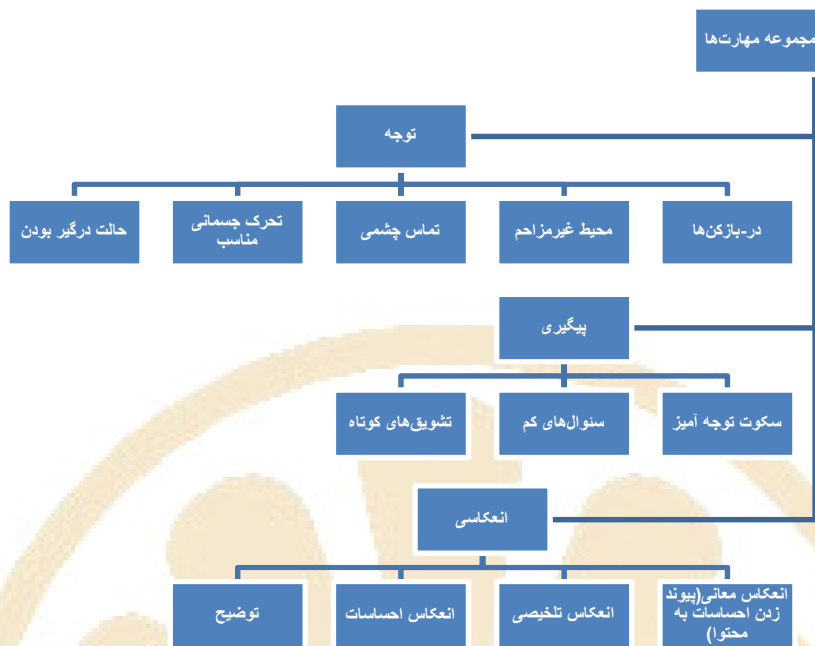 مجموعه مهارت‌ها
توجه
در-بازکن‌ها
محیط غیرمزاحم
تماس چشمی
تحرک جسمانی
مناسب
حالت درگیر بودن
پیگیری
سکوت توجه آمیز
سئوال‌های کم
تشویق‌های کوتاه
انعکاسی
انعکاس معانی(پیوند
زدن احساسات به
محتوا)
انعکاس تلخیصی
انعکاس احساسات
توضیح